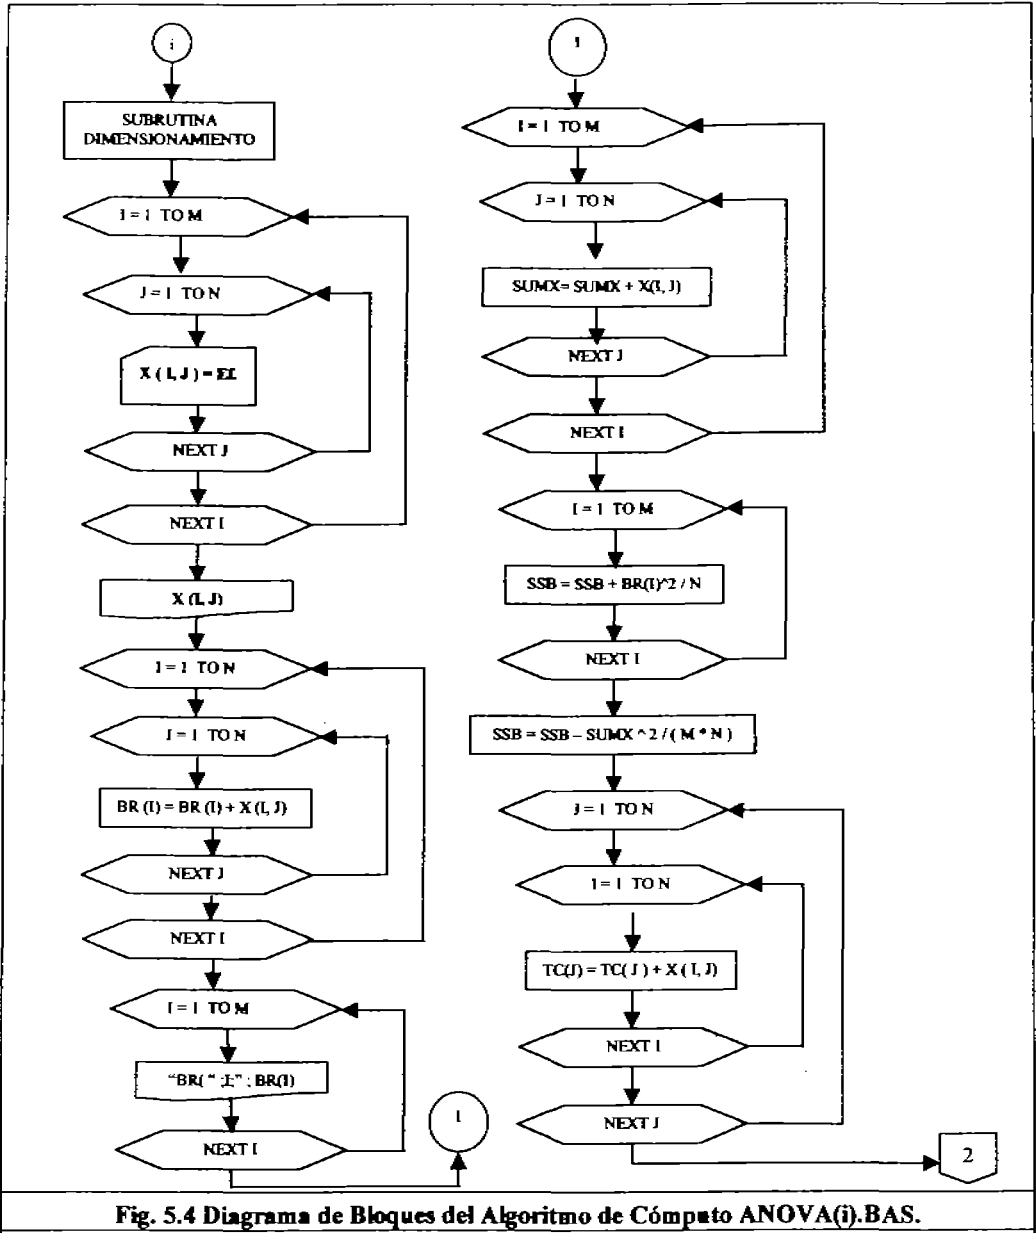 i
SUBRUTINA
DIMENSIONAMIENTO
I = 1 TO M
J = 1 TO N
X ( I, J ) = EL
NEXT J
NEXT I
X (I, J)
I = 1 TO N
J = 1 TO N
BR (I) = BR (I) + X (I, J)
NEXT J
NEXT I
I = 1 TO M
"BR( " ;I;" ; BR(I)
NEXT I
1
1
I = 1 TO M
J = 1 TO N
SUMX= SUMX + X(I, J)
NEXT J
NEXT I
I = 1 TO M
SSB = SSB + BR(I)^2 / N
NEXT I
SSB = SSB – SUMX ^2 / ( M * N )
J = 1 TO N
I = 1 TO N
TC(J) = TC( J ) + X ( I, J)
NEXT I
NEXT J
2
Fig. 5.4 Diagrama de Bloques del Algoritmo de Cómputo ANOVA(i).BAS.